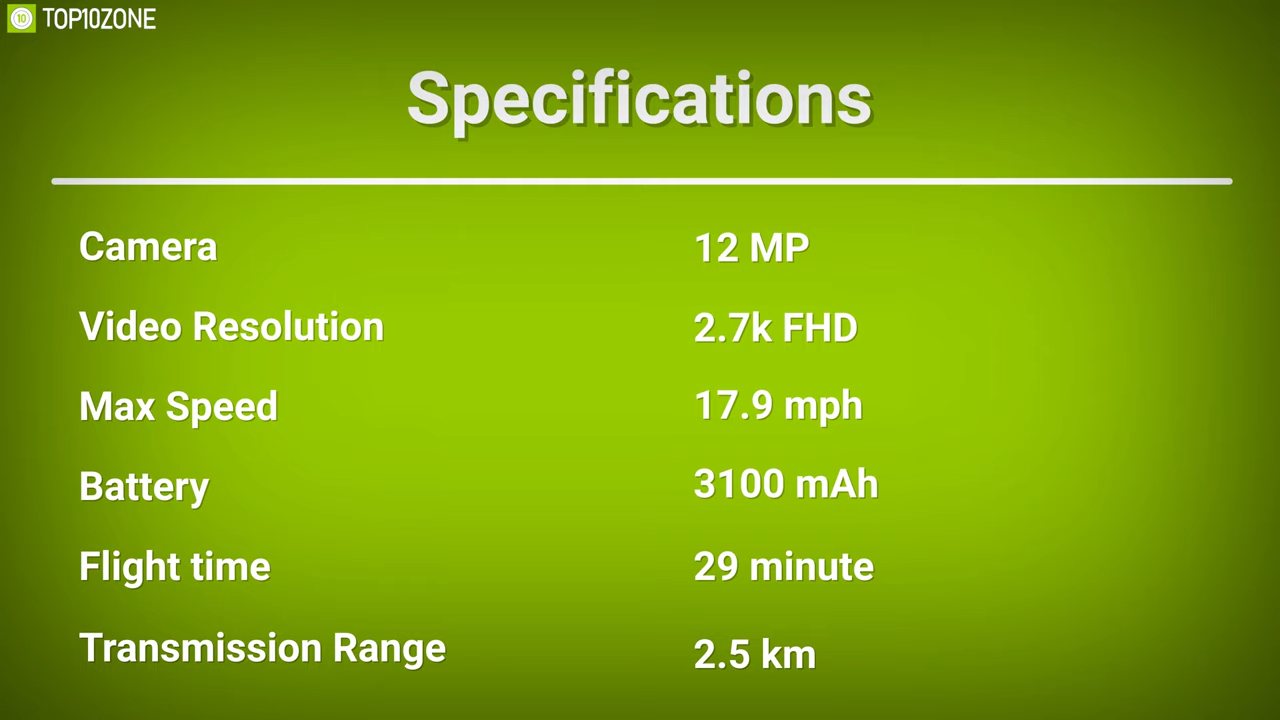 10 TOP10ZONE
Specifications
Camera 12 MP
Video Resolution 2.7k FHD
Max Speed 17.9 mph
Battery 3100 mAh
Flight time 29 minute
Transmission Range 2.5 km